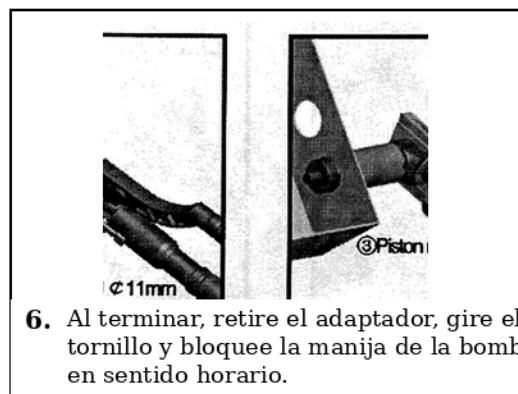 ③Piston
¢11mm
6. Al terminar, retire el adaptador, gire el
tornillo y bloquee la manija de la bomb
en sentido horario.